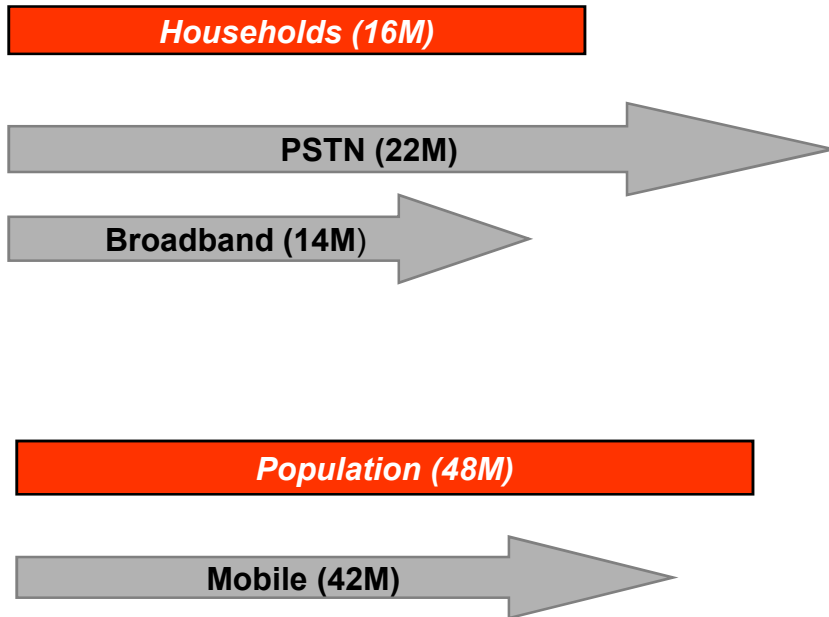 Households (16M)
PSTN (22M)
Broadband (14M)
Population (48M)
Mobile (42M)